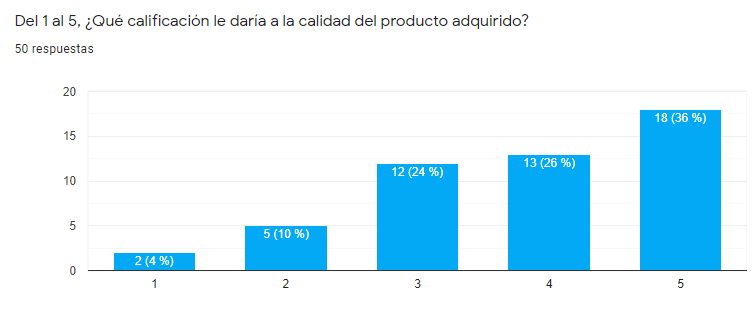 Del 1 al 5, ¿Qué calificación le daría a la calidad del producto adquirido?
50 respuestas
20
15
10
5
0
2 (4 %)
5 (10 %)
12 (24 %)
13 (26 %)
18 (36 %)
1 2 3 4 5